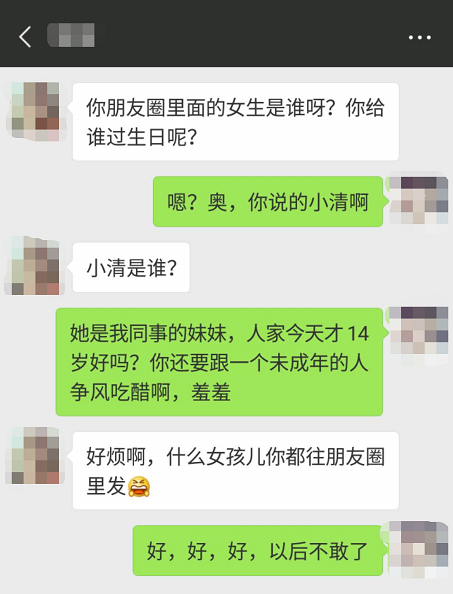 你朋友圈里面的女生是谁呀？你给
谁过生日呢？
嗯？奥，你说的小清啊
小清是谁？
她是我同事的妹妹，人家今天才14
岁好吗？你还要跟一个未成年的人
争风吃醋啊，羞羞
好烦啊，什么女孩儿你都往朋友圈
里发
好，好，好，以后不敢了